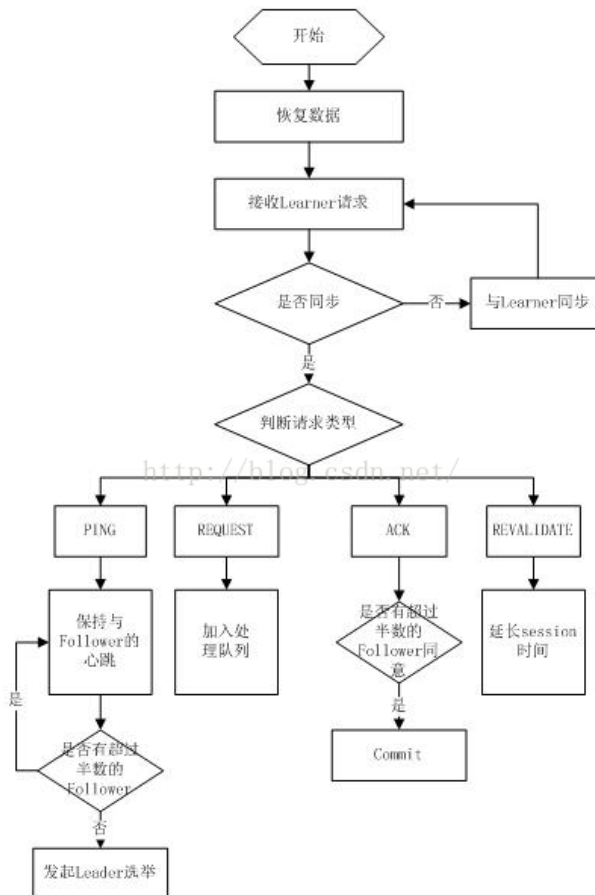 开始
恢复数据
接收Learner请求
是否同步
否
与Learner同步
是
判断请求类型
http://blog.csdn.net/
PING
REQUEST
ACK
REVALIDATE
保持与
Follower的
心跳
加入处
理队列
是否有超过
半数的
Follower同
意
延长session
时间
是
是
是否有超过
半数的
Follower
Commit
否
发起Leader选举